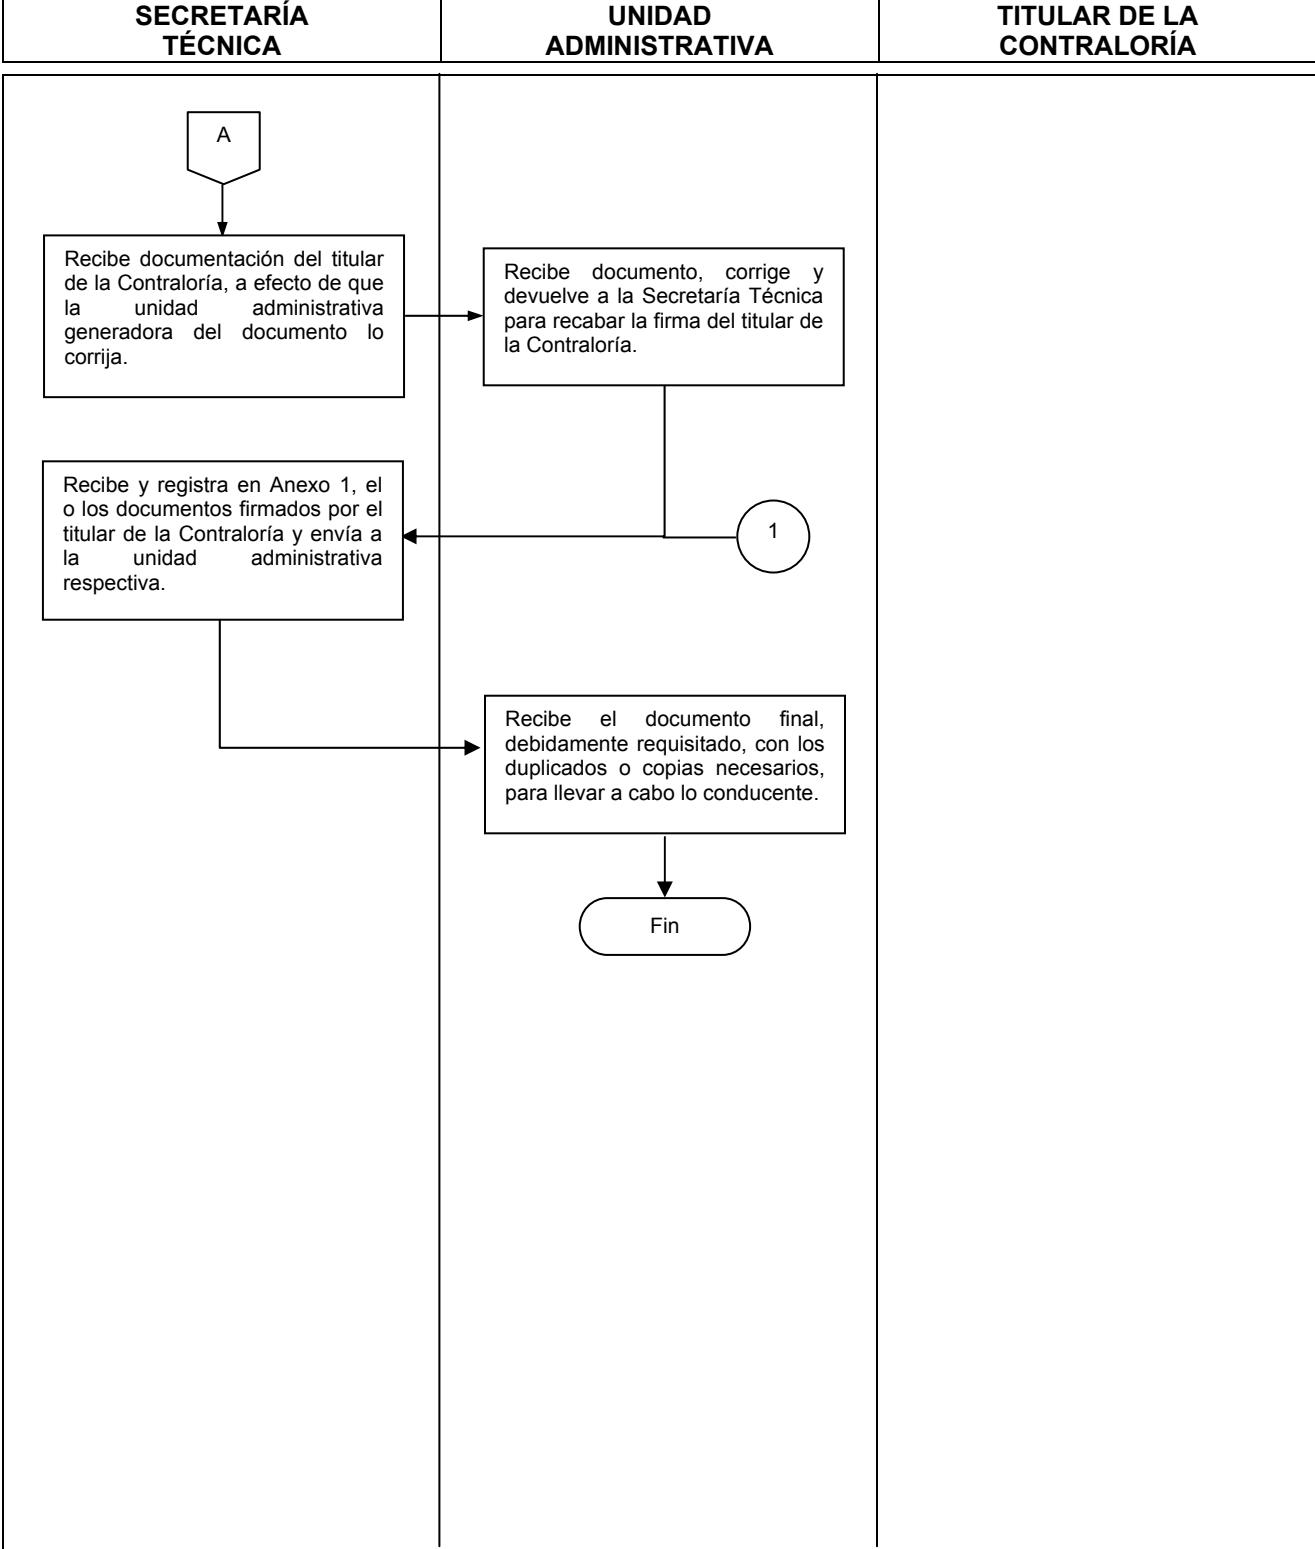 SECRETARÍA
TÉCNICA
UNIDAD
ADMINISTRATIVA
TITULAR DE LA
CONTRALORÍA
A
Recibe documentación del titular
de la Contraloría, a efecto de que
la unidad administrativa
generadora del documento lo
corrija.
Recibe documento, corrige y
devuelve a la Secretaría Técnica
para recabar la firma del titular de
la Contraloría.
Recibe y registra en Anexo 1, el
o los documentos firmados por el
titular de la Contraloría y envía a
la unidad administrativa
respectiva.
1
Recibe el documento final,
debidamente requisitado, con los
duplicados o copias necesarios,
para llevar a cabo lo conducente.
Fin